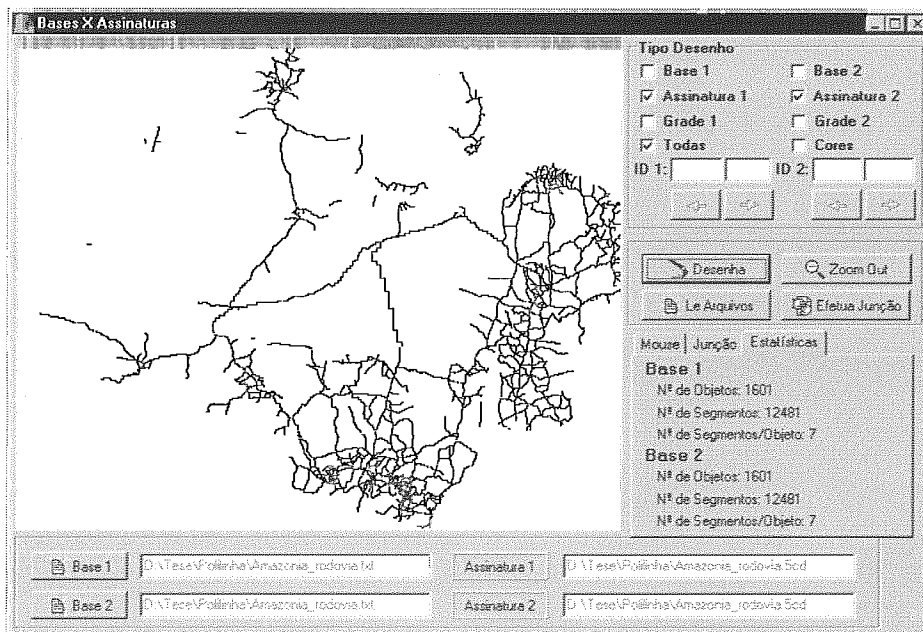 Bases X Assinaturas
Tipo Desenho
Base 1
Base 2
Assinatura 1
Assinatura 2
Grade 1
Grade 2
Todas
Cores
ID 1:
ID 2:
Desenha
Zoom Out
Le Arquivos
Efetua Junção
Mouse
Junção
Estatísticas
Base 1
Nº de Objetos: 1601
Nº de Segmentos: 12481
Nº de Segmentos/Objeto: 7
Base 2
Nº de Objetos: 1601
Nº de Segmentos: 12481
Nº de Segmentos/Objeto: 7
Base 1
D:\Tese\Polilinha\Amazonia_rodovia.txt
Assinatura 1
D:\Tese\Polilinha\Amazonia_rodovia.5cd
Base 2
D:\Tese\Polilinha\Amazonia_rodovia.txt
Assinatura 2
D:\Tese\Polilinha\Amazonia_rodovia.5cd